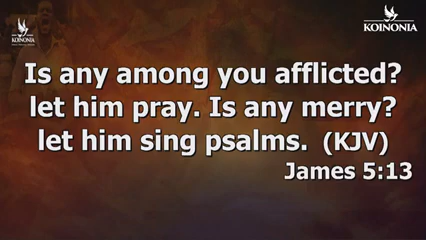 KOINONIA
KOINONIA
Is any among you afflicted?
let him pray. Is any merry?
let him sing psalms. (KJV)
James 5:13